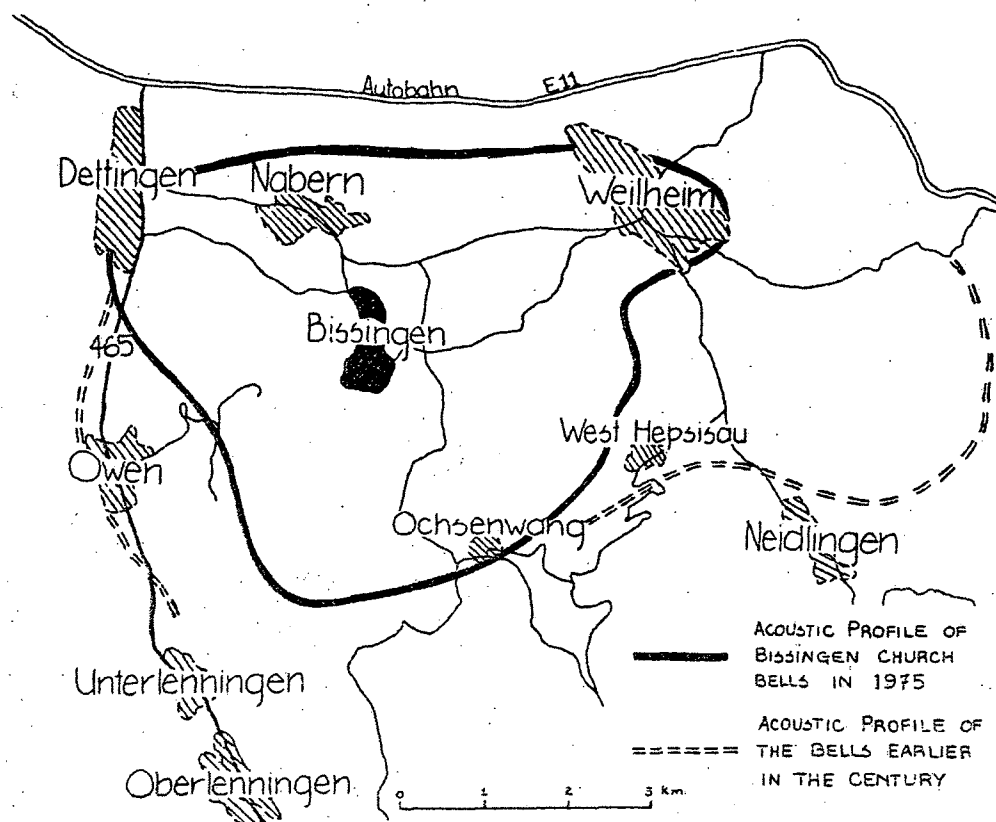 Autobahn E11
Dettingen
Nabern
Weilheim
Bissingen
465
West Hepsisau
Owen
Ochsenwang
Neidlingen
ACOUSTIC PROFILE OF
BISSINGEN CHURCH
BELLS IN 1975
Unterlenningen
ACOUSTIC PROFILE OF
THE BELLS EARLIER
IN THE CENTURY
Oberlenningen
0 1 2 3 km.